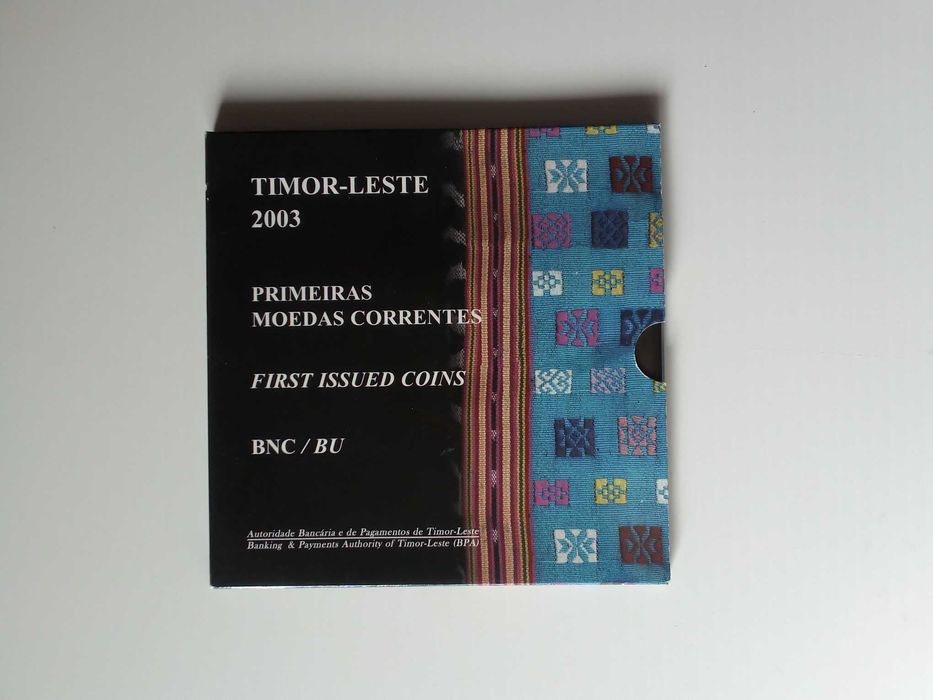 TIMOR-LESTE
2003
PRIMEIRAS
MOEDAS CORRENTES
FIRST ISSUED COINS
BNC / BU
Autoridade Bancária e de Pagamentos de Timor-Leste
Banking & Payments Authority of Timor-Leste (BPA)